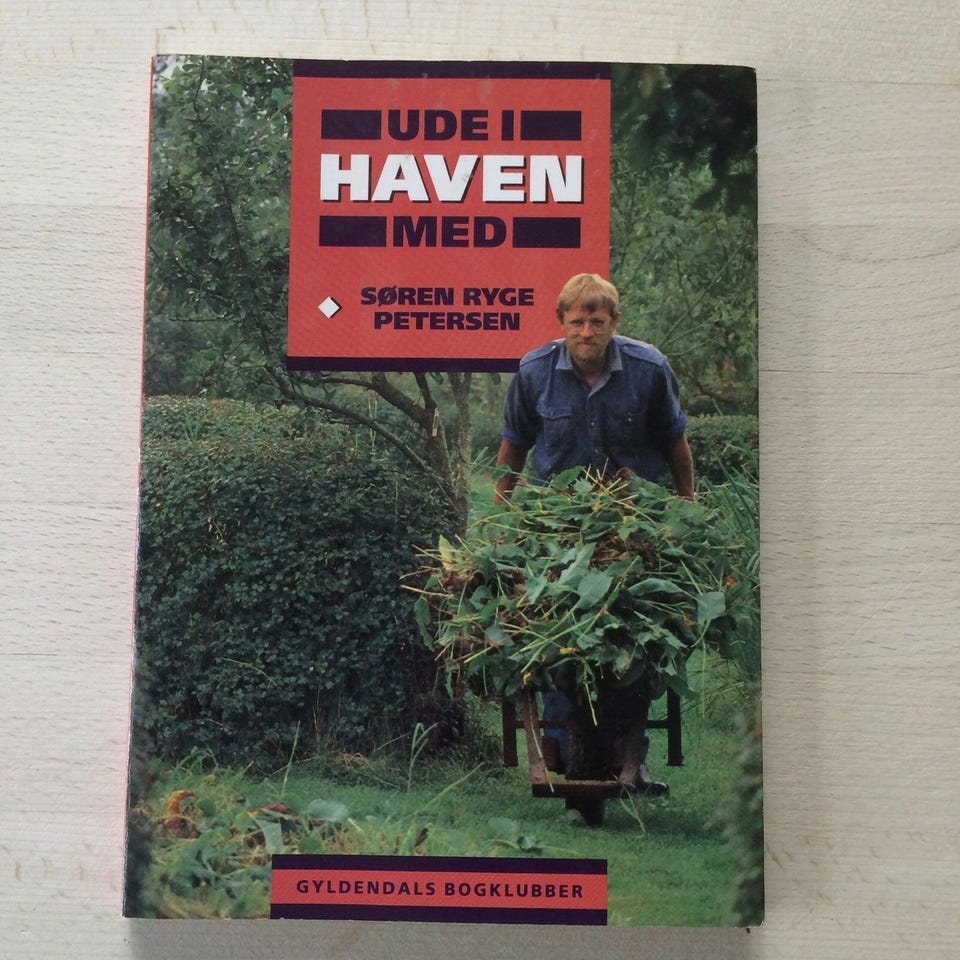 UDE I
HAVEN
MED
SØREN RYGE
PETERSEN
GYLDENDALS BOGKLUBBER